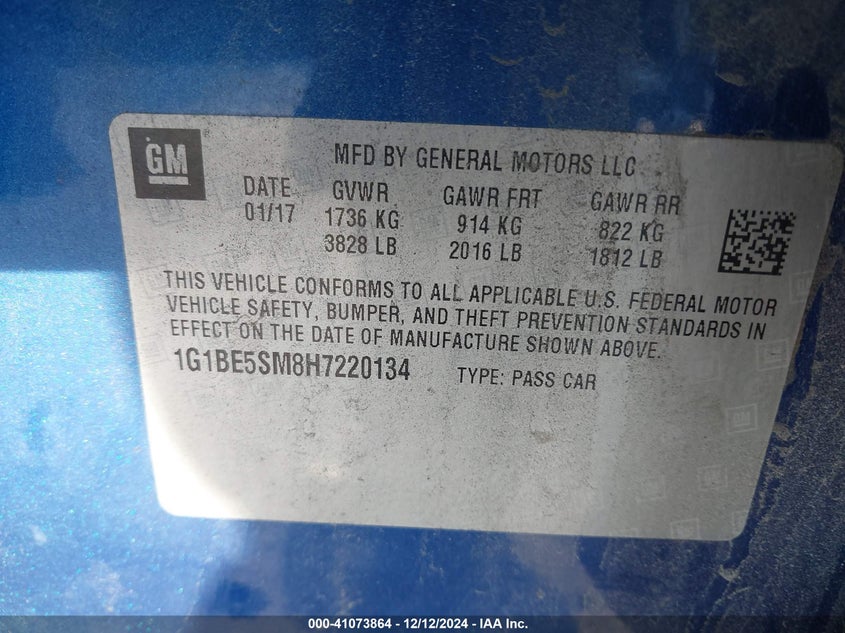 GM
MFD BY GENERAL MOTORS LLC
DATE GVWR GAWR FRT GAWR RR
01/17 1736 KG 914 KG 822 KG
3828 LB 2016 LB 1812 LB
THIS VEHICLE CONFORMS TO ALL APPLICABLE U.S. FEDERAL MOTOR
VEHICLE SAFETY, BUMPER, AND THEFT PREVENTION STANDARDS IN
EFFECT ON THE DATE OF MANUFACTURE SHOWN ABOVE.
1G1BE5SM8H7220134 TYPE: PASS CAR
000-41073864 / 12/12/2024 - IAA Inc.